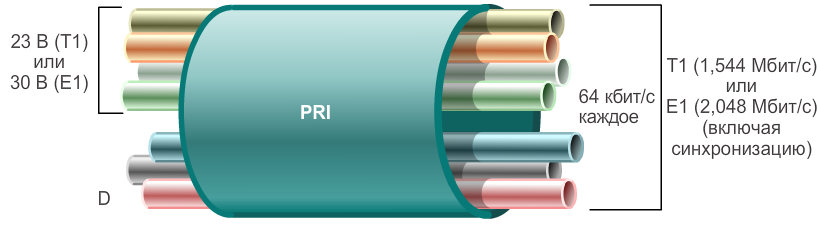 23 B (T1)
или
30 B (E1)
D
PRI
64 кбит/с
каждое
T1 (1,544 Мбит/с)
или
E1 (2,048 Мбит/с)
(включая
синхронизацию)